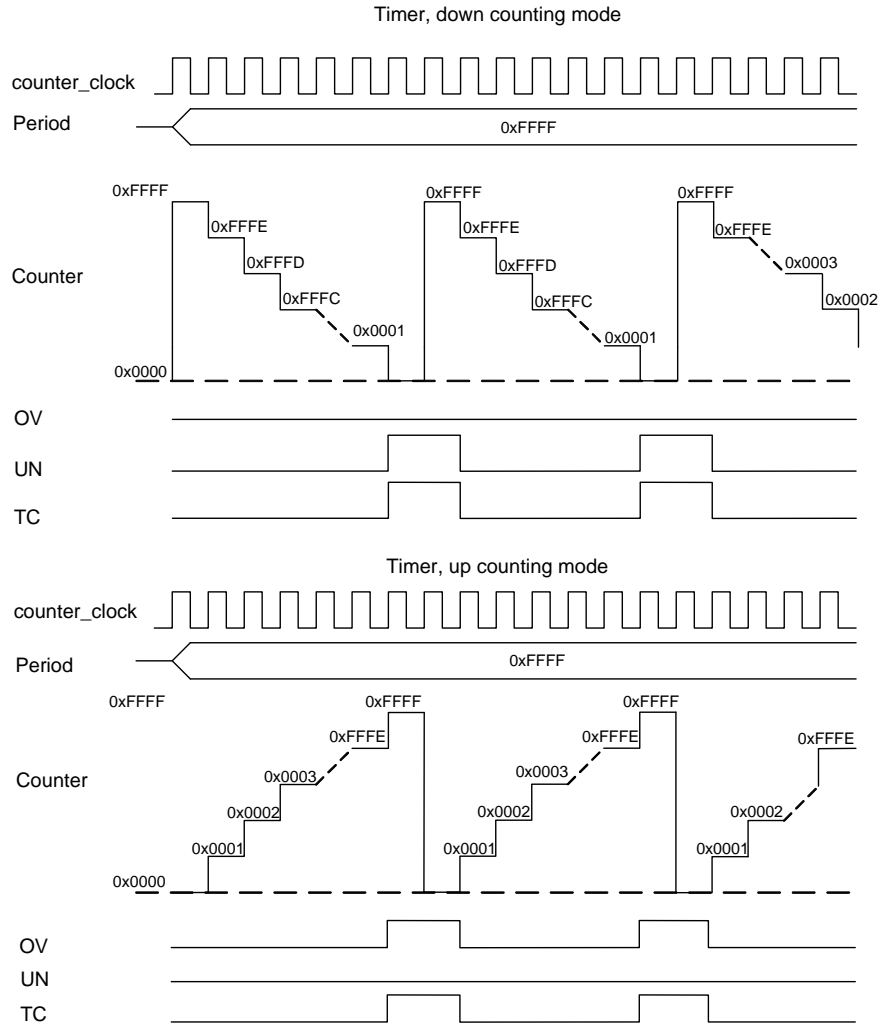 Timer, down counting mode
counter_clock
Period
0xFFFF
0xFFFF 0xFFFF 0xFFFF
0xFFFE 0xFFFE 0xFFFE
0xFFFD 0xFFFD 0x0003
Counter
0xFFFC 0xFFFC 0x0002
0x0001 0x0001
0x0000
OV
UN
TC
Timer, up counting mode
counter_clock
Period
0xFFFF
0xFFFF 0xFFFF 0xFFFF
0xFFFE 0xFFFE 0xFFFE
Counter
0x0003 0x0003
0x0002 0x0002 0x0002
0x0001 0x0001 0x0001
0x0000
OV
UN
TC